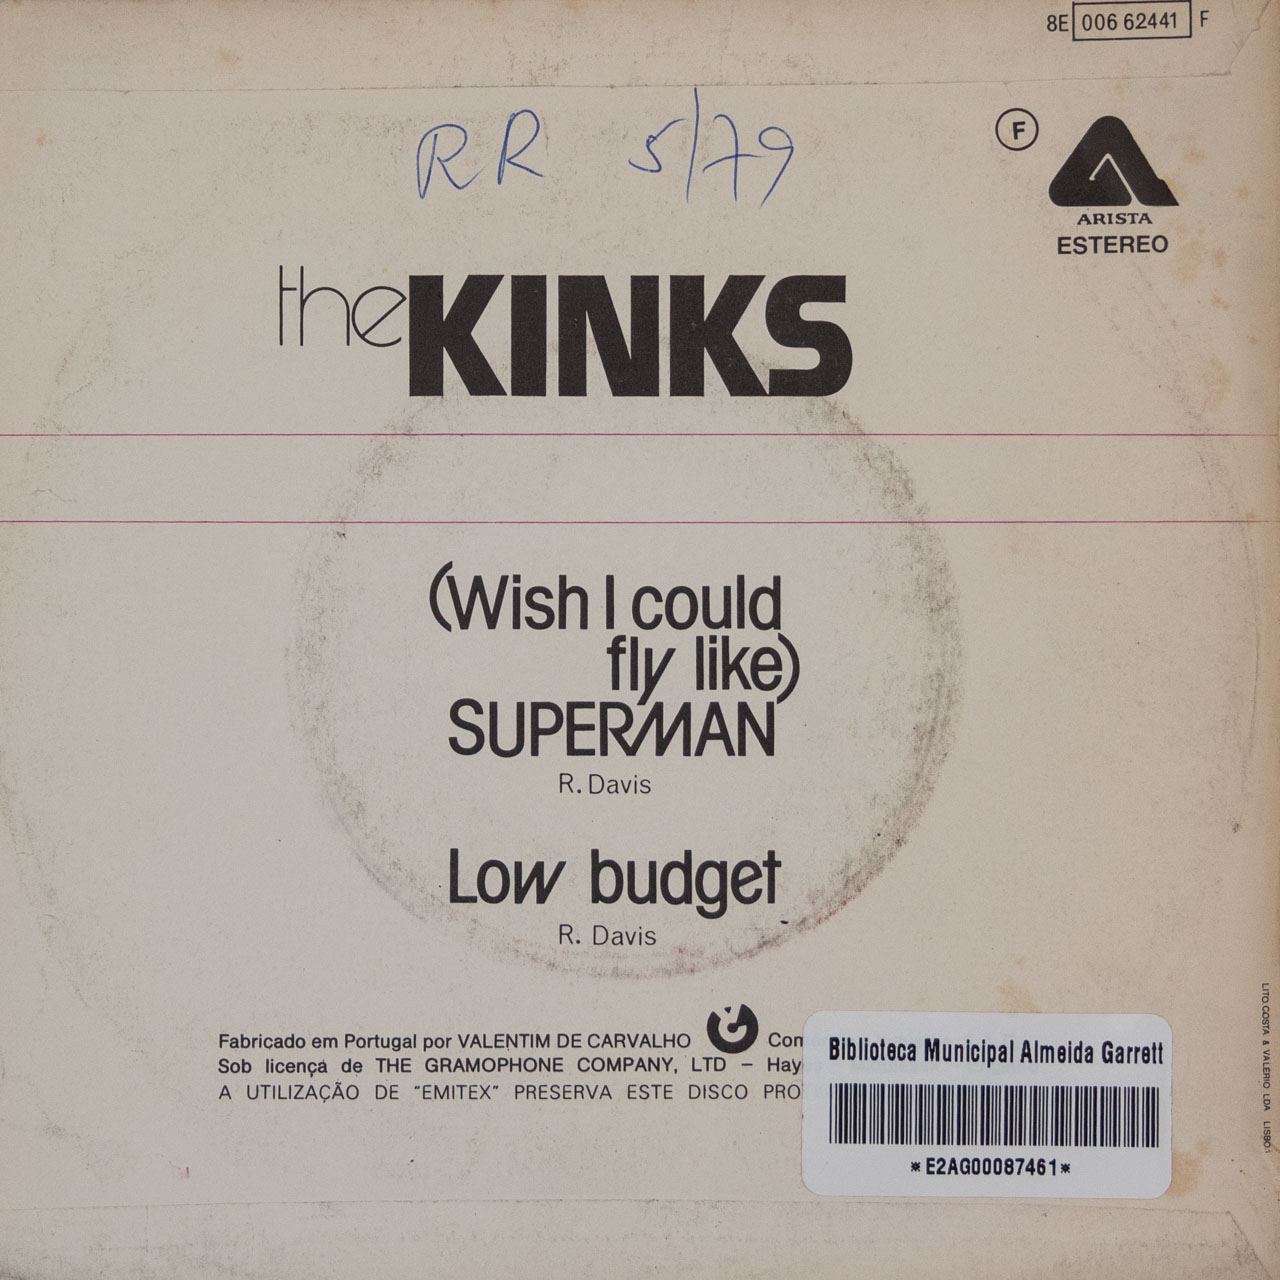 8E 006 62441 F
RR 5/79
F
ARISTA
ESTEREO
the KINKS
(Wish I could
fly like)
SUPERMAN
R. Davis
Low budget
R. Davis
Fabricado em Portugal por VALENTIM DE CARVALHO
Sob licença de THE GRAMOPHONE COMPANY, LTD –
A UTILIZAÇÃO DE "EMITEX" PRESERVA ESTE DISCO
Biblioteca Municipal Almeida Garrett
*E2AG00087461*
LITO. COSTA & VALERIO LDA